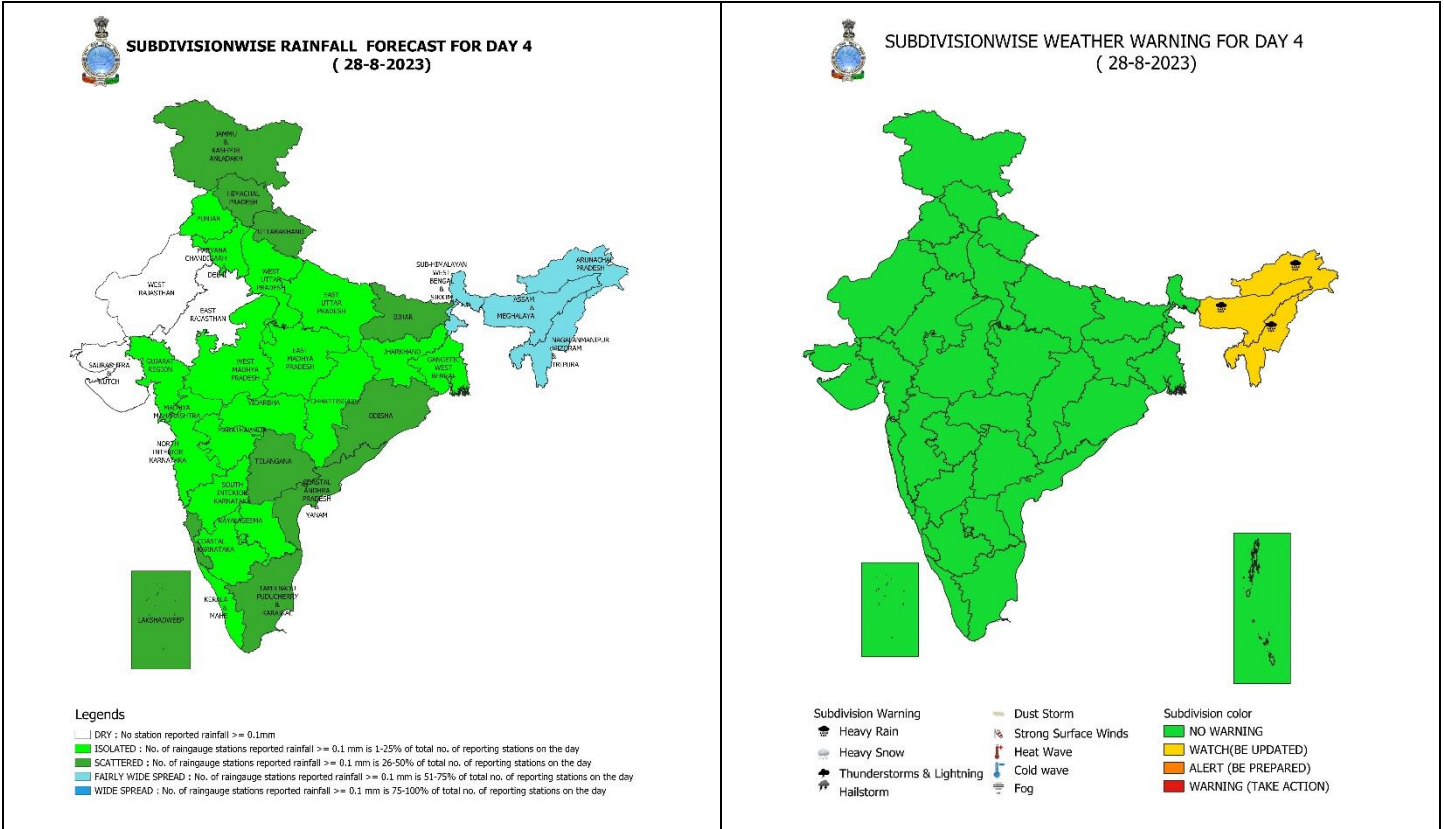 SUBDIVISIONWISE RAINFALL FORECAST FOR DAY 4
( 28-8-2023)
JAMMU
&
KASHMIR
ANLADAKH
HIMACHAL
PRADESH
PUNJAB
UTTARAKHAND
HARYANA
CHANDIGARH
DELHI
WEST
UTTAR
PRADESH
WEST
RAJASTHAN
EAST
RAJASTHAN
EAST
UTTAR
PRADESH
BIHAR
SUB-HIMALAYAN
WEST
BENGAL
&
SIKKIM
ARUNACHAL
PRADESH
ASSAM
&
MEGHALAYA
NAGALANMANIPUR
MIZORAM
&
TRIPURA
SAURASHTRA
&
KUTCH
GUJARAT
REGION
WEST
MADHYA
PRADESH
EAST
MADHYA
PRADESH
JHARKHAND
GANGETIC
WEST
BENGAL
MADHYA
MAHARASHTRA
VIDARBHA
CHHATTISGARH
ODISHA
MARATHAWADA
NORTH
INTERIOR
KARNATAKA
TELANGANA
SOUTH
INTERIOR
KARNATAKA
COASTAL
ANDHRA
PRADESH
&
YANAM
RAYALASEEMA
COASTAL
KARNATAKA
KERALA
&
MAHE
TAMILNADU
PUDUCHERRY
&
KARAIKAL
LAKSHADWEEP
Legends
DRY : No station reported rainfall >= 0.1mm
ISOLATED : No. of raingauge stations reported rainfall >= 0.1 mm is 1-25% of total no. of reporting stations on the day
SCATTERED : No. of raingauge stations reported rainfall >= 0.1 mm is 26-50% of total no. of reporting stations on the day
FAIRLY WIDE SPREAD : No. of raingauge stations reported rainfall >= 0.1 mm is 51-75% of total no. of reporting stations on the day
WIDE SPREAD : No. of raingauge stations reported rainfall >= 0.1 mm is 75-100% of total no. of reporting stations on the day
SUBDIVISIONWISE WEATHER WARNING FOR DAY 4
( 28-8-2023)
Subdivision Warning
Heavy Rain
Heavy Snow
Thunderstorms & Lightning
Hailstorm
Dust Storm
Strong Surface Winds
Heat Wave
Cold wave
Fog
Subdivision color
NO WARNING
WATCH(BE UPDATED)
ALERT (BE PREPARED)
WARNING (TAKE ACTION)